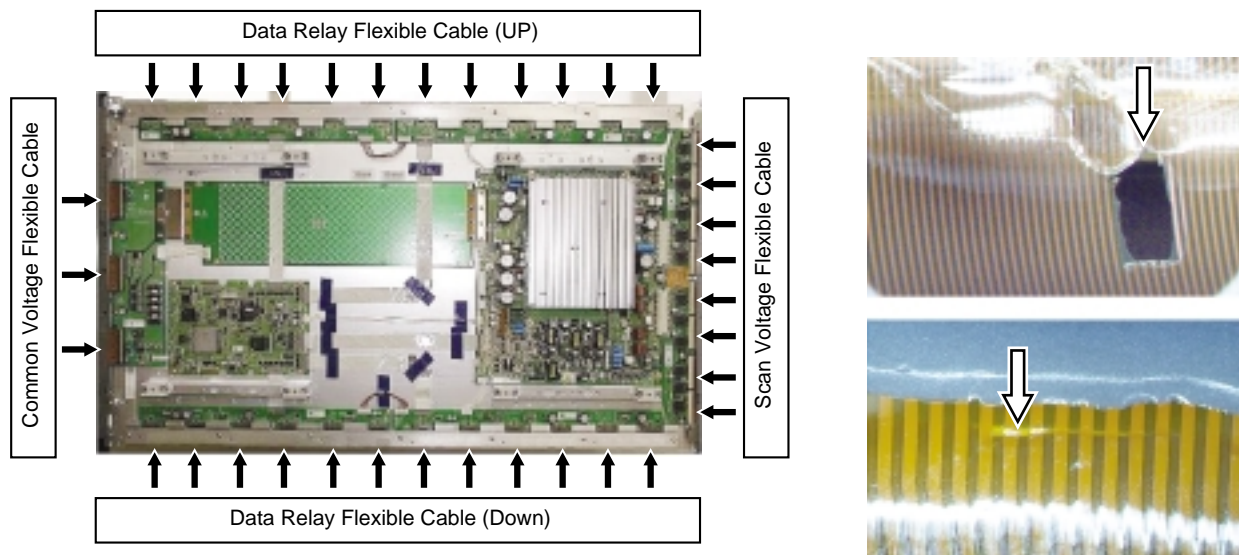 Data Relay Flexible Cable (UP)
Common Voltage Flexible Cable
Scan Voltage Flexible Cable
Data Relay Flexible Cable (Down)